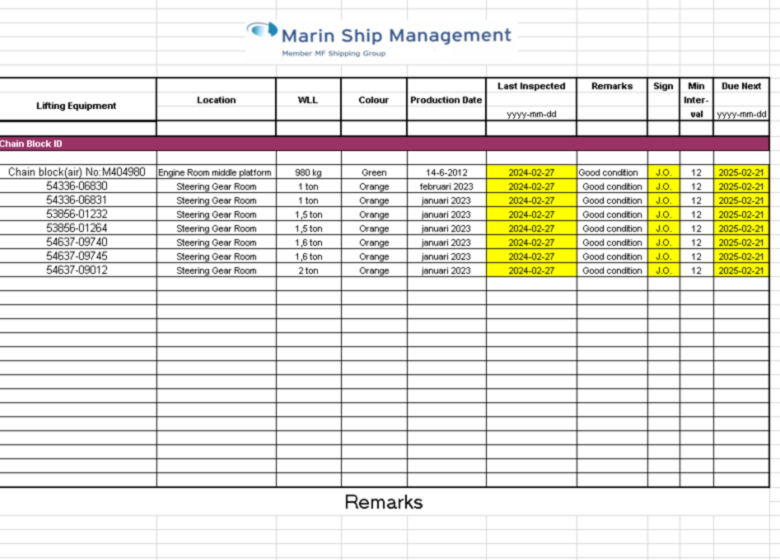 Marin Ship Management
Member MF Shipping Group
Lifting Equipment Location WLL Colour Production Date Last Inspected yyyy-mm-dd Remarks Sign Min Inter-val Due Next yyyy-mm-dd
Chain Block ID
Chain block(air) No:M404980 Engine Room middle platform 980 kg Green 14-6-2012 2024-02-27 Good condition J.O. 12 2025-02-21
54336-06830 Steering Gear Room 1 ton Orange februari 2023 2024-02-27 Good condition J.O. 12 2025-02-21
54336-06831 Steering Gear Room 1 ton Orange januari 2023 2024-02-27 Good condition J.O. 12 2025-02-21
53856-01232 Steering Gear Room 1,5 ton Orange januari 2023 2024-02-27 Good condition J.O. 12 2025-02-21
53856-01264 Steering Gear Room 1,5 ton Orange januari 2023 2024-02-27 Good condition J.O. 12 2025-02-21
54637-09740 Steering Gear Room 1,6 ton Orange januari 2023 2024-02-27 Good condition J.O. 12 2025-02-21
54637-09745 Steering Gear Room 1,6 ton Orange januari 2023 2024-02-27 Good condition J.O. 12 2025-02-21
54637-09012 Steering Gear Room 2 ton Orange januari 2023 2024-02-27 Good condition J.O. 12 2025-02-21
Remarks